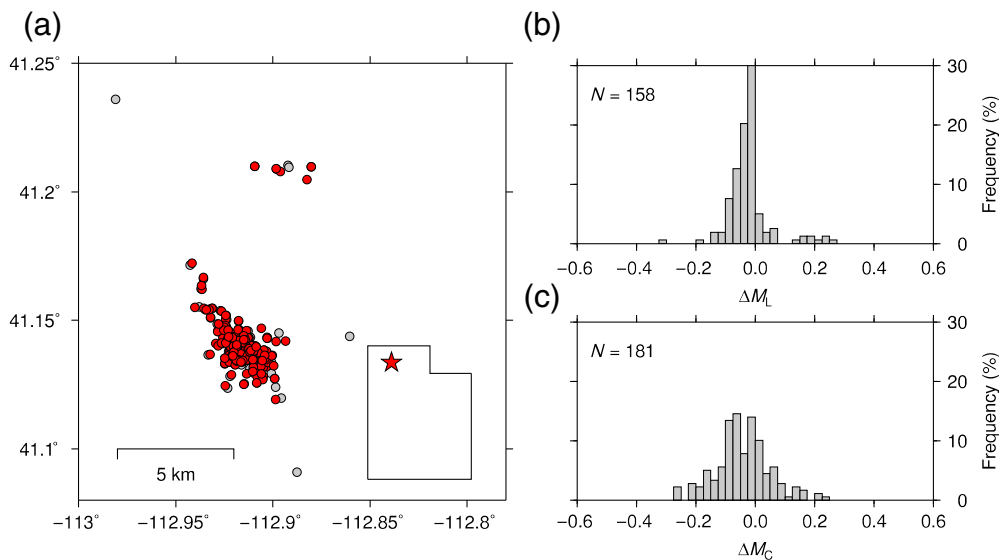 (a)
41.25°
41.2°
41.15°
41.1°
5 km
−113 −112.95 −112.9 −112.85 −112.8
(b)
N = 158
30
20
10
0
Frequency (%)
−0.6 −0.4 −0.2 0.0 0.2 0.4 0.6
ΔML
(c)
N = 181
30
20
10
0
Frequency (%)
−0.6 −0.4 −0.2 0.0 0.2 0.4 0.6
ΔMC